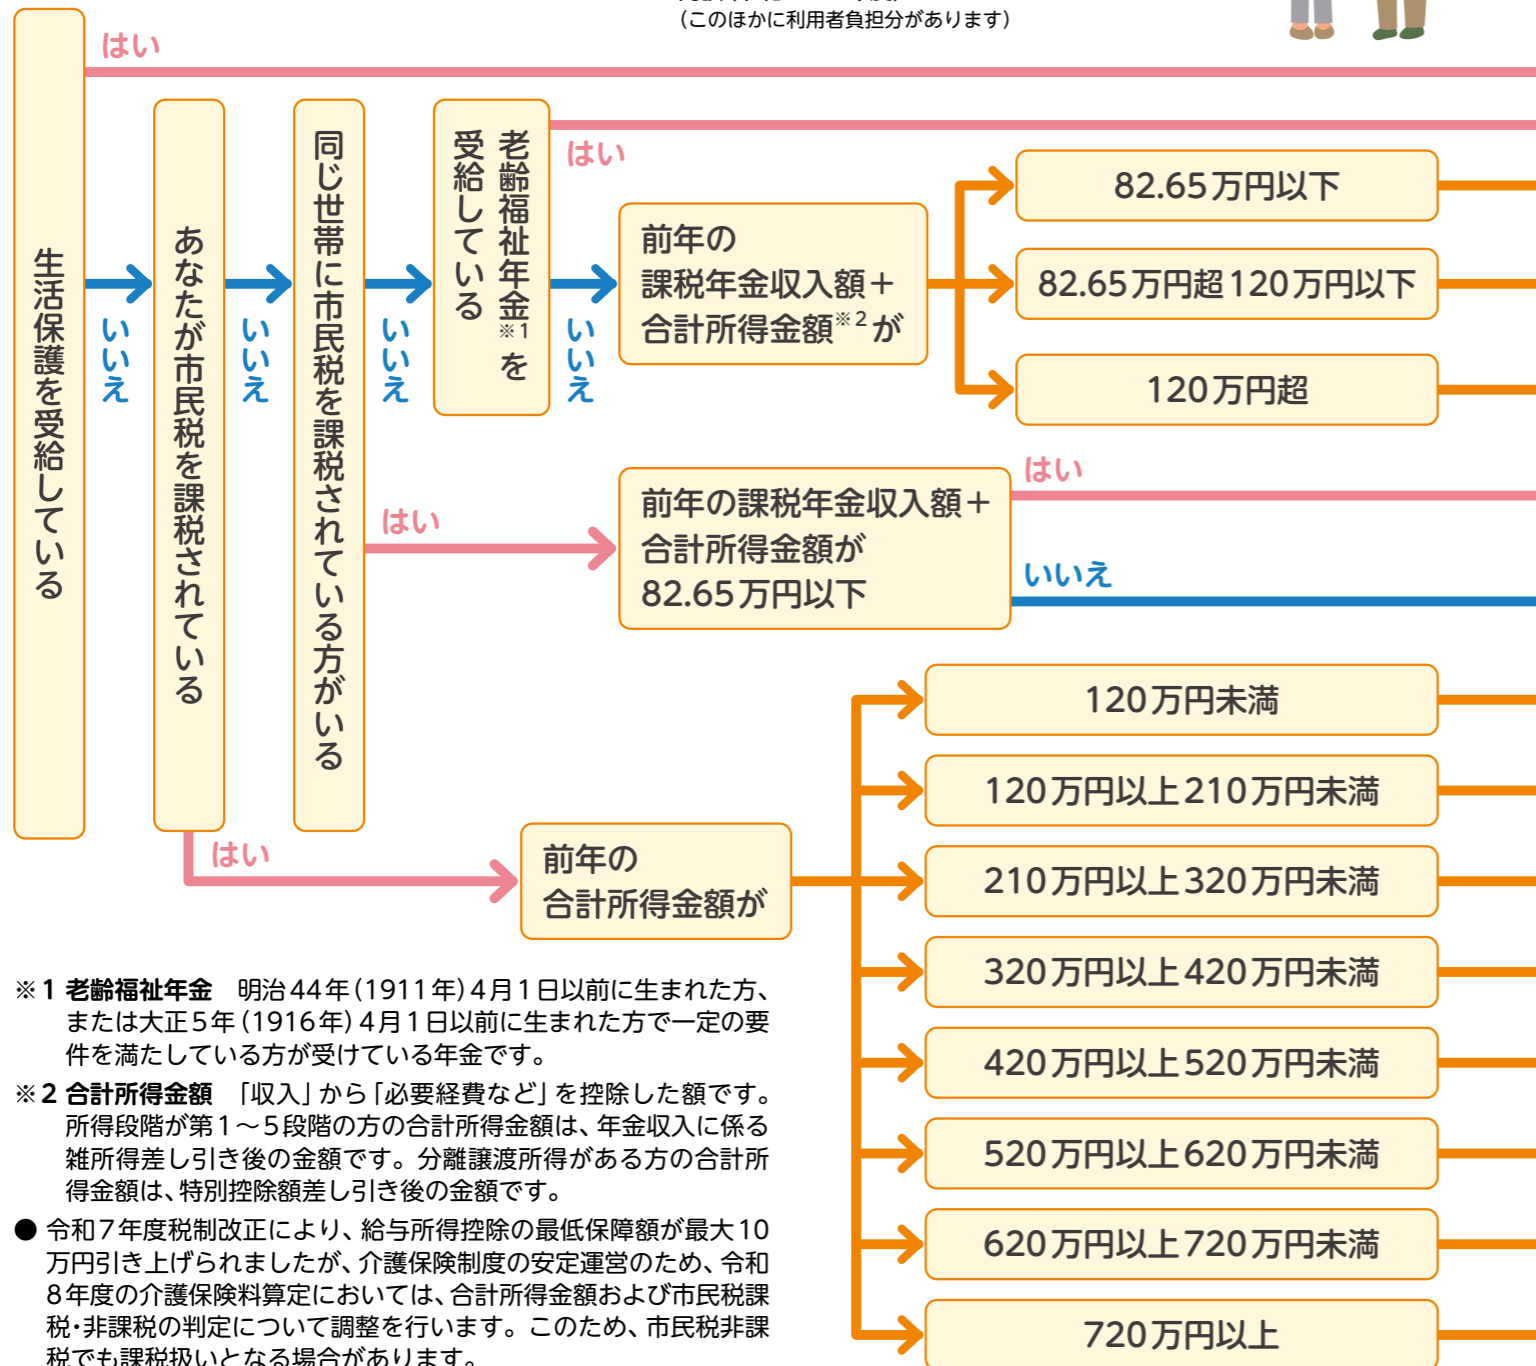 （このほかに利用者負担分があります）
はい
生活保護を受給している
いいえ
あなたが市民税を課税されている
いいえ
同じ世帯に市民税を課税されている方がいる
いいえ
老齢福祉年金※1を
受給している
はい
いいえ
前年の
課税年金収入額＋
合計所得金額※2が
82.65万円以下
82.65万円超120万円以下
120万円超
はい
前年の課税年金収入額＋
合計所得金額が
82.65万円以下
はい
いいえ
はい
前年の
合計所得金額が
120万円未満
120万円以上210万円未満
210万円以上320万円未満
320万円以上420万円未満
420万円以上520万円未満
520万円以上620万円未満
620万円以上720万円未満
720万円以上
※1 老齢福祉年金　明治44年（1911年）4月1日以前に生まれた方、
または大正5年（1916年）4月1日以前に生まれた方で一定の要
件を満たしている方が受けている年金です。
※2 合計所得金額　「収入」から「必要経費など」を控除した額です。
所得段階が第1～5段階の方の合計所得金額は、年金収入に係る
雑所得差し引き後の金額です。分離譲渡所得がある方の合計所
得金額は、特別控除額差し引き後の金額です。
● 令和7年度税制改正により、給与所得控除の最低保障額が最大10
万円引き上げられましたが、介護保険制度の安定運営のため、令和
8年度の介護保険料算定においては、合計所得金額および市民税課
税・非課税の判定について調整を行います。このため、市民税非課
税でも課税扱いとなる場合があります。